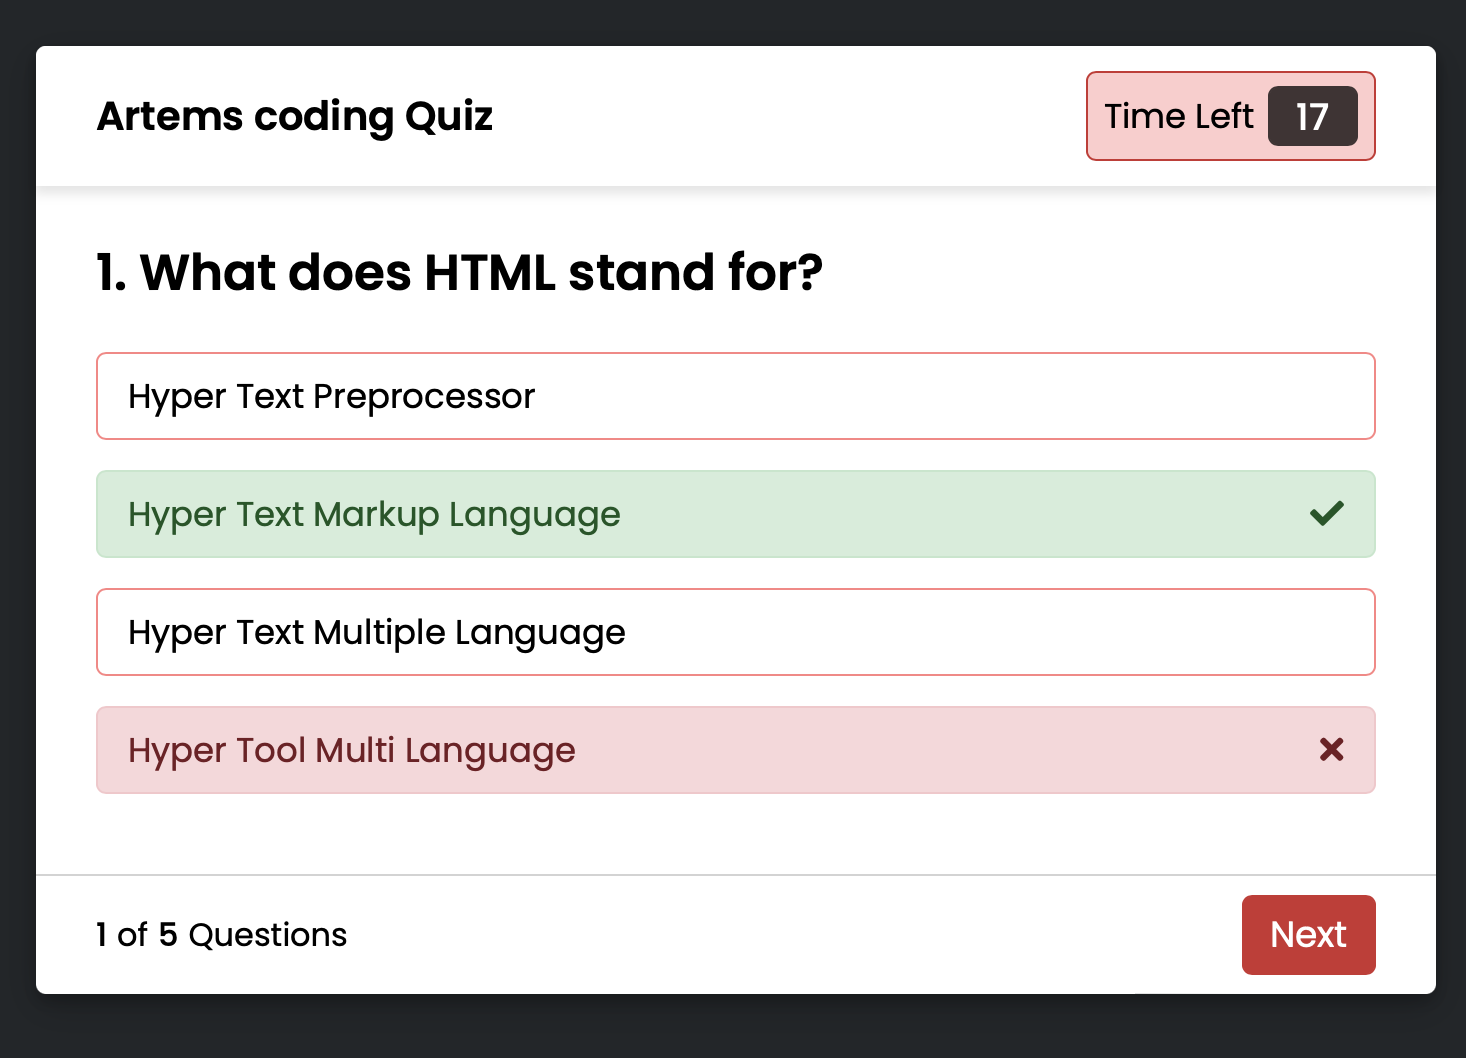 Artems coding Quiz
Time Left 17
1. What does HTML stand for?
Hyper Text Preprocessor
Hyper Text Markup Language
Hyper Text Multiple Language
Hyper Tool Multi Language
1 of 5 Questions
Next